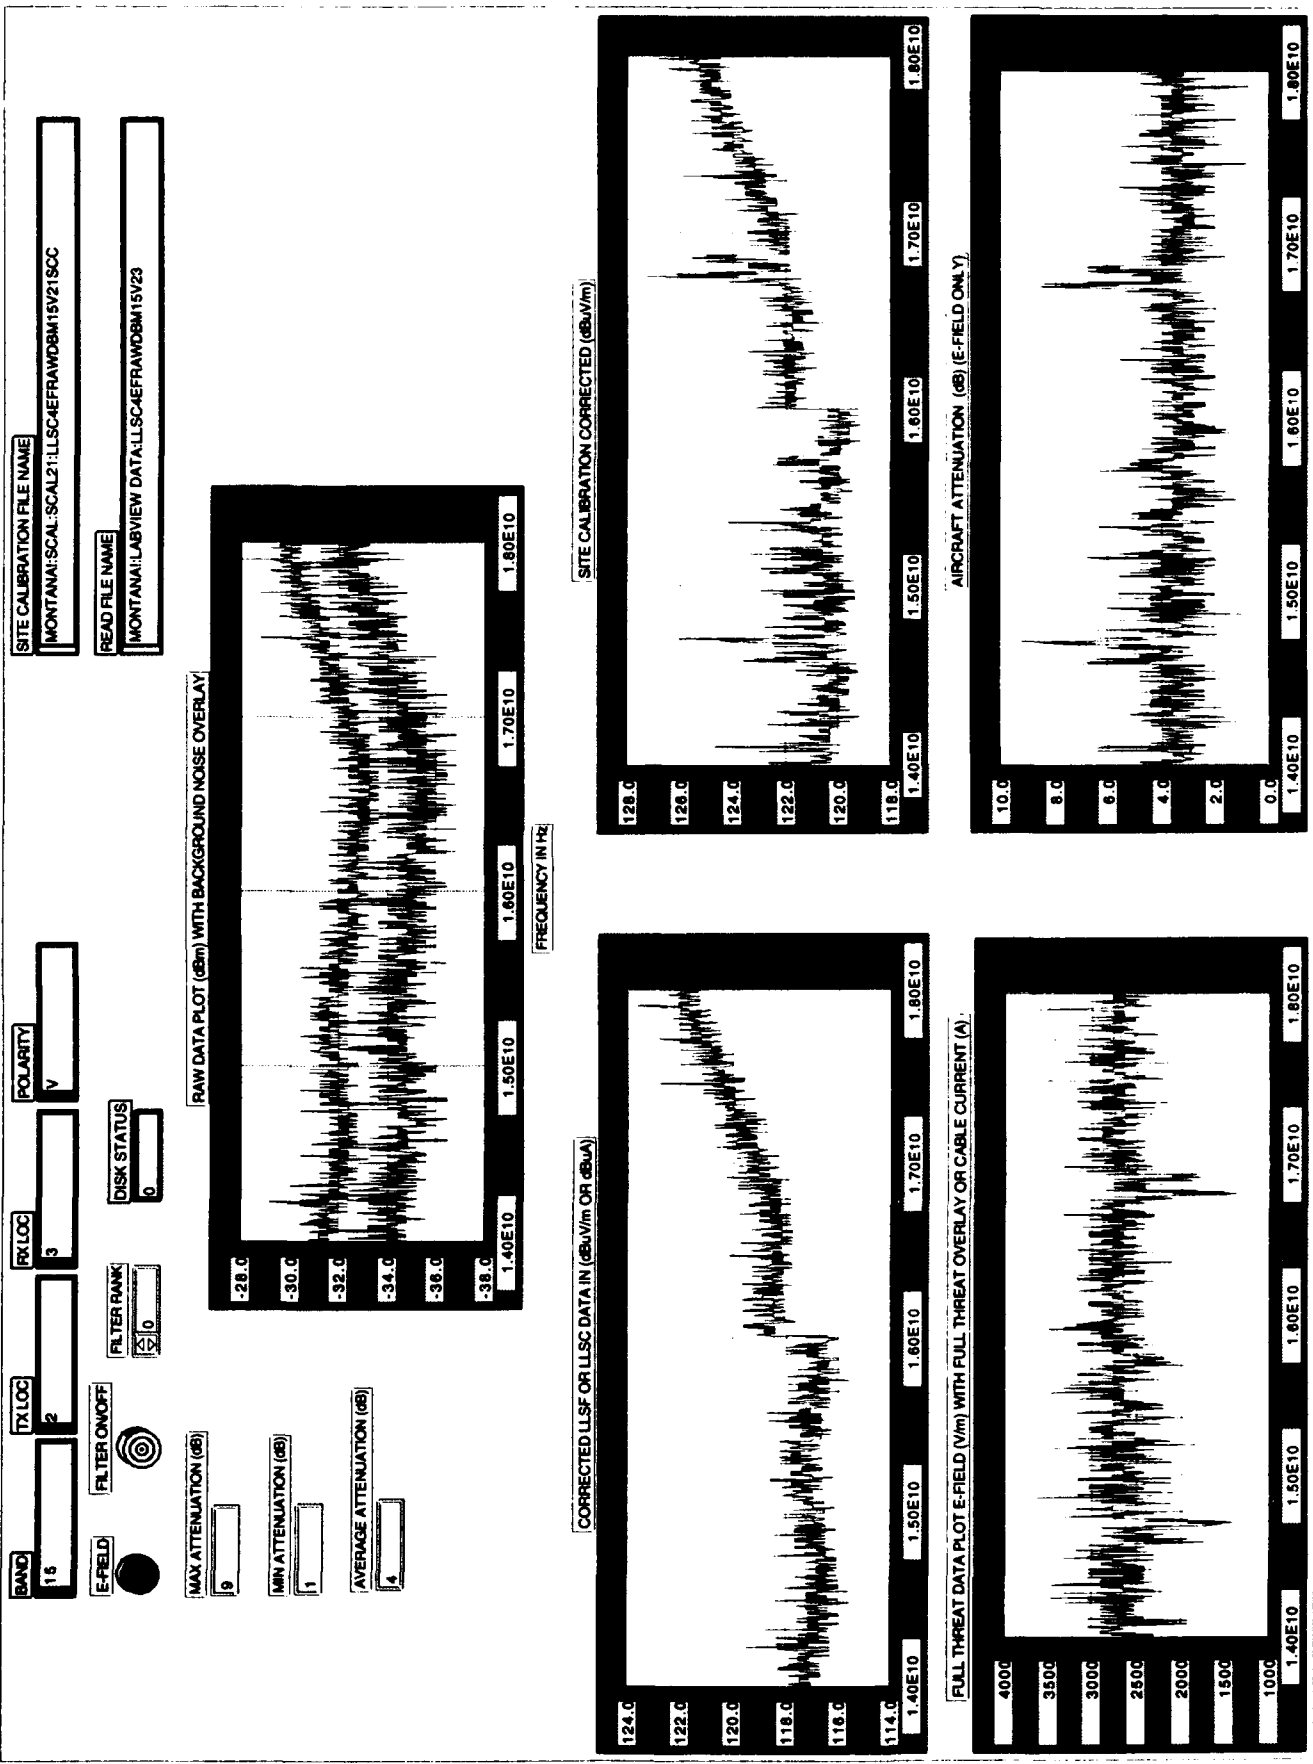 BAND
15
TX LOC
2
RX LOC
3
POLARITY
V
SITE CALIBRATION FILE NAME
MONTANA!:SCAL:SCAL21:LLSC4EFRAWDBM15V21SCC
E-FIELD
FILTER ON/OFF
FILTER RANK
0
DISK STATUS
0
READ FILE NAME
MONTANA!:LABVIEW DATA:LLSC4EFRAWDBM15V23
MAX ATTENUATION (dB)
9
MIN ATTENUATION (dB)
1
AVERAGE ATTENUATION (dB)
4
RAW DATA PLOT (dBm) WITH BACKGROUND NOISE OVERLAY
-28.0
-30.0
-32.0
-34.0
-36.0
-38.0
1.40E10 1.50E10 1.60E10 1.70E10 1.80E10
FREQUENCY IN Hz
CORRECTED LLSF OR LLSC DATA IN (dBuV/m OR dBuA)
124.0
122.0
120.0
118.0
116.0
114.0
1.40E10 1.50E10 1.60E10 1.70E10 1.80E10
SITE CALIBRATION CORRECTED (dBuV/m)
128.0
126.0
124.0
122.0
120.0
118.0
1.40E10 1.50E10 1.60E10 1.70E10 1.80E10
FULL THREAT DATA PLOT E-FIELD (V/m) WITH FULL THREAT OVERLAY OR CABLE CURRENT (A)
4000
3500
3000
2500
2000
1500
1000
1.40E10 1.50E10 1.60E10 1.70E10 1.80E10
AIRCRAFT ATTENUATION (dB) (E-FIELD ONLY)
10.0
8.0
6.0
4.0
2.0
0.0
1.40E10 1.50E10 1.60E10 1.70E10 1.80E10